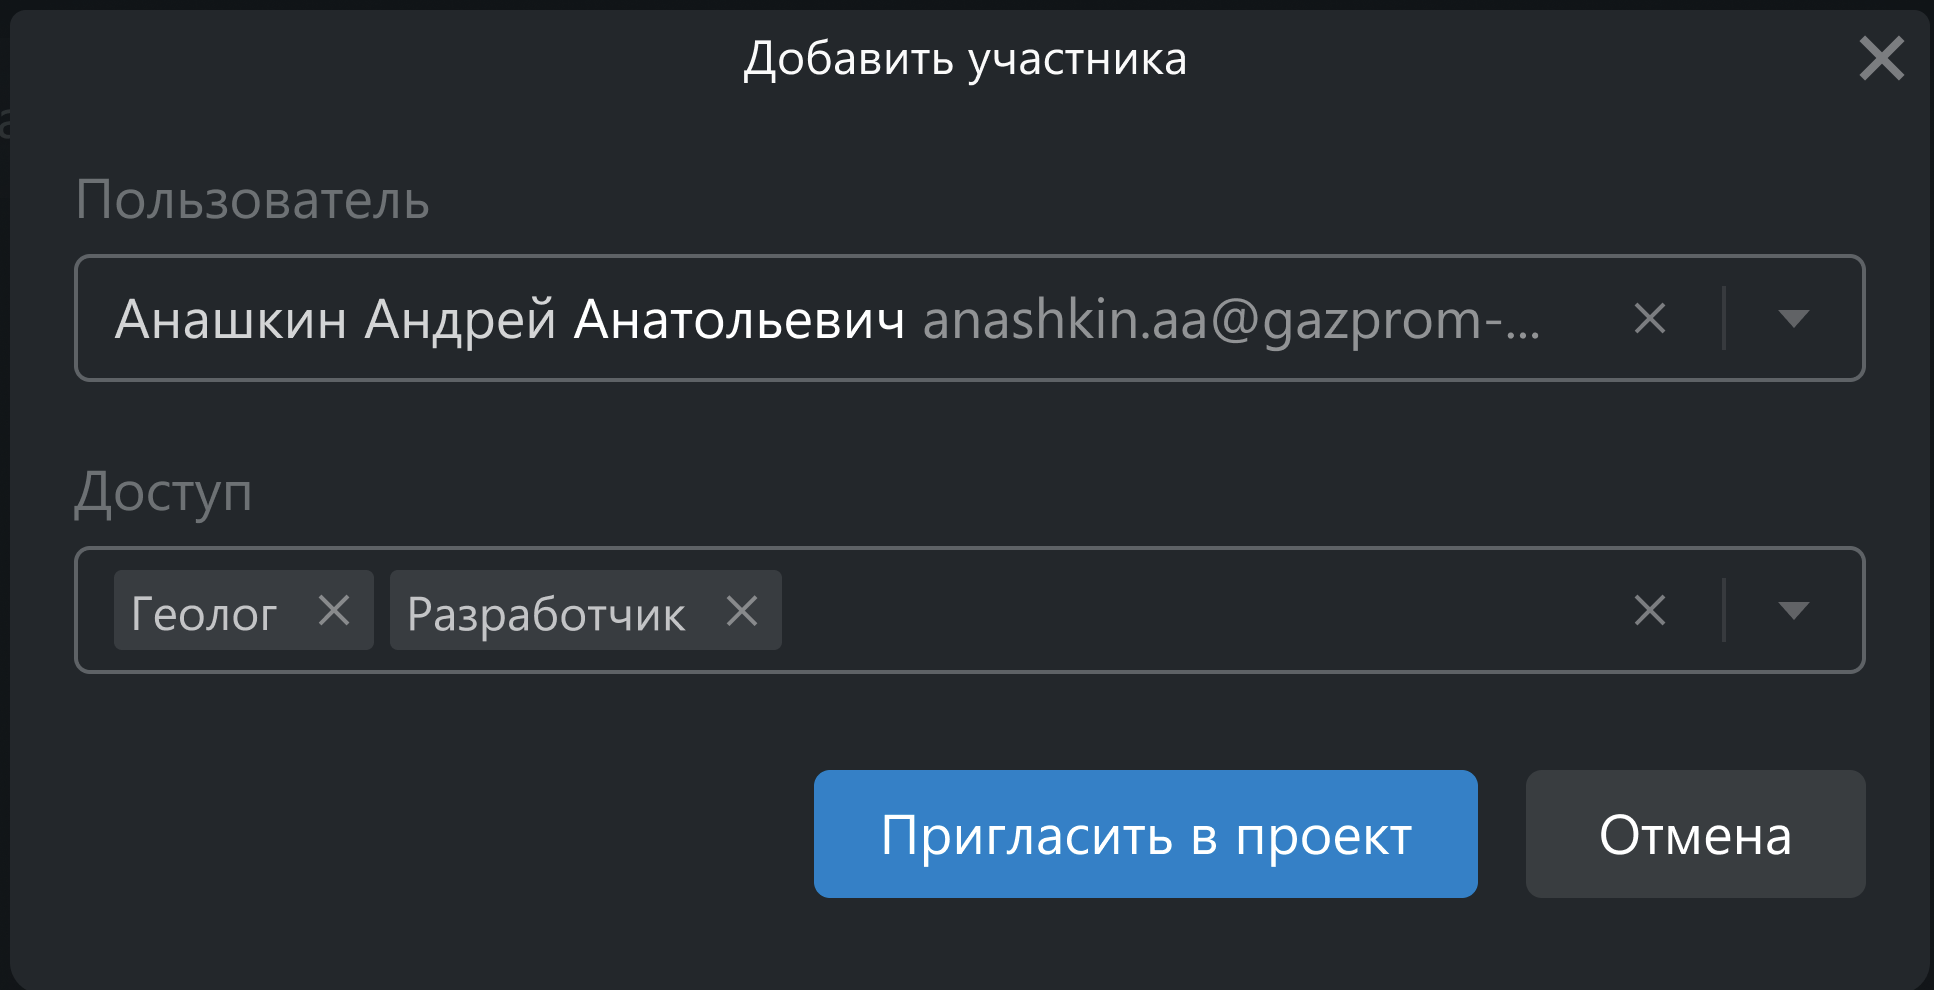 Добавить участника
Пользователь
Анашкин Андрей Анатольевич anashkin.aa@gazprom-...
Доступ
Геолог Разработчик
Пригласить в проект Отмена